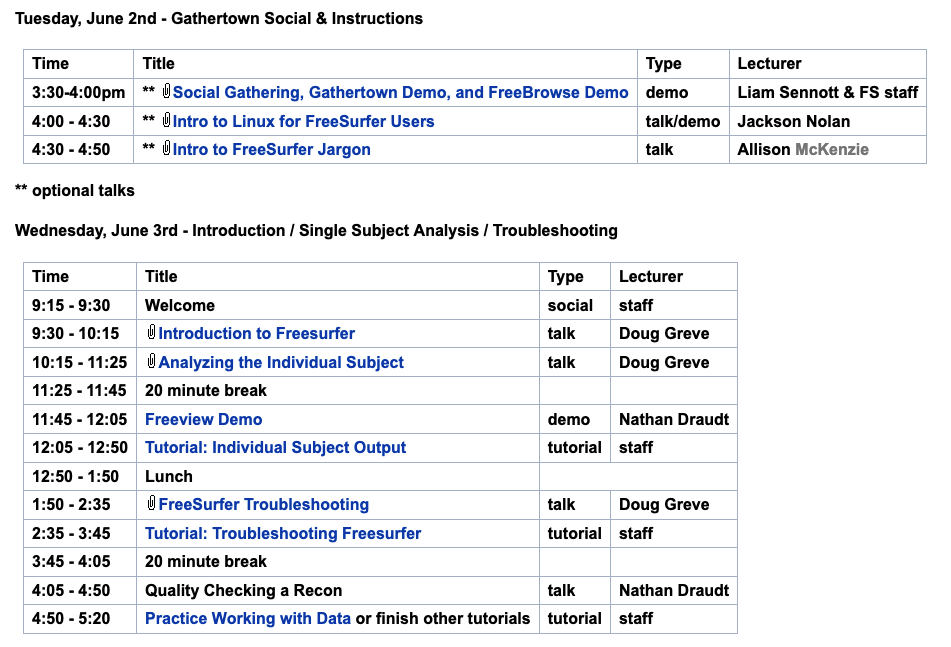 Tuesday, June 2nd - Gathertown Social & Instructions
Time Title Type Lecturer
3:30-4:00pm ** Social Gathering, Gathertown Demo, and FreeBrowse Demo demo Liam Sennott & FS staff
4:00 - 4:30 ** Intro to Linux for FreeSurfer Users talk/demo Jackson Nolan
4:30 - 4:50 ** Intro to FreeSurfer Jargon talk Allison McKenzie
** optional talks
Wednesday, June 3rd - Introduction / Single Subject Analysis / Troubleshooting
Time Title Type Lecturer
9:15 - 9:30 Welcome social staff
9:30 - 10:15 Introduction to Freesurfer talk Doug Greve
10:15 - 11:25 Analyzing the Individual Subject talk Doug Greve
11:25 - 11:45 20 minute break
11:45 - 12:05 Freeview Demo demo Nathan Draudt
12:05 - 12:50 Tutorial: Individual Subject Output tutorial staff
12:50 - 1:50 Lunch
1:50 - 2:35 FreeSurfer Troubleshooting talk Doug Greve
2:35 - 3:45 Tutorial: Troubleshooting Freesurfer tutorial staff
3:45 - 4:05 20 minute break
4:05 - 4:50 Quality Checking a Recon talk Nathan Draudt
4:50 - 5:20 Practice Working with Data or finish other tutorials tutorial staff